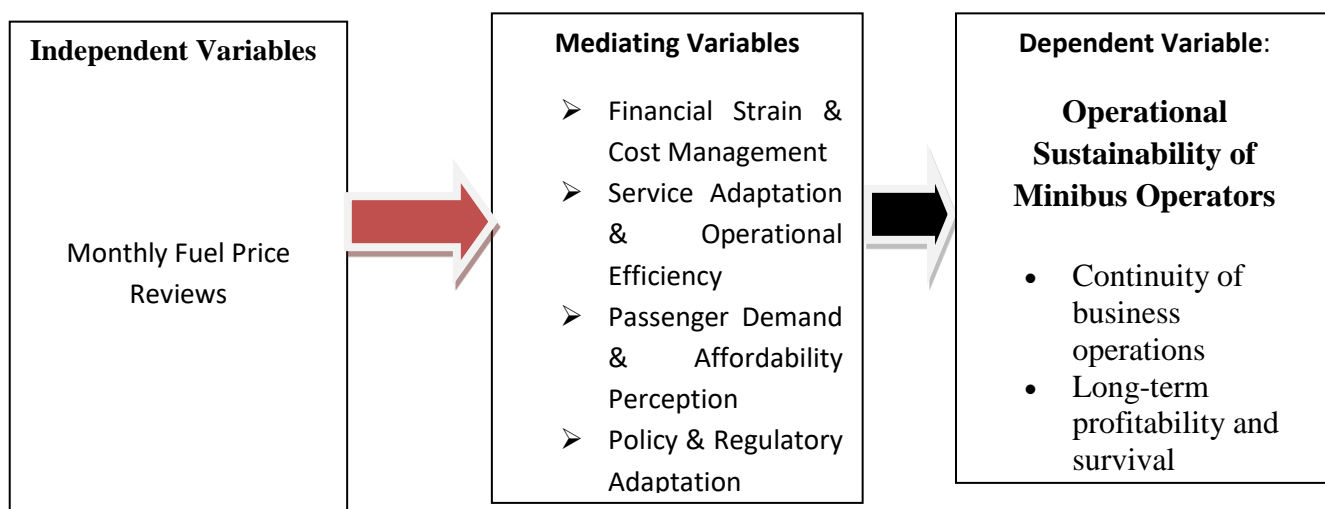 Independent Variables
Monthly Fuel Price
Reviews
Mediating Variables
➢ Financial Strain &
Cost Management
➢ Service Adaptation
& Operational
Efficiency
➢ Passenger Demand
& Affordability
Perception
➢ Policy & Regulatory
Adaptation
Dependent Variable:
Operational
Sustainability of
Minibus Operators
• Continuity of
business
operations
• Long-term
profitability and
survival